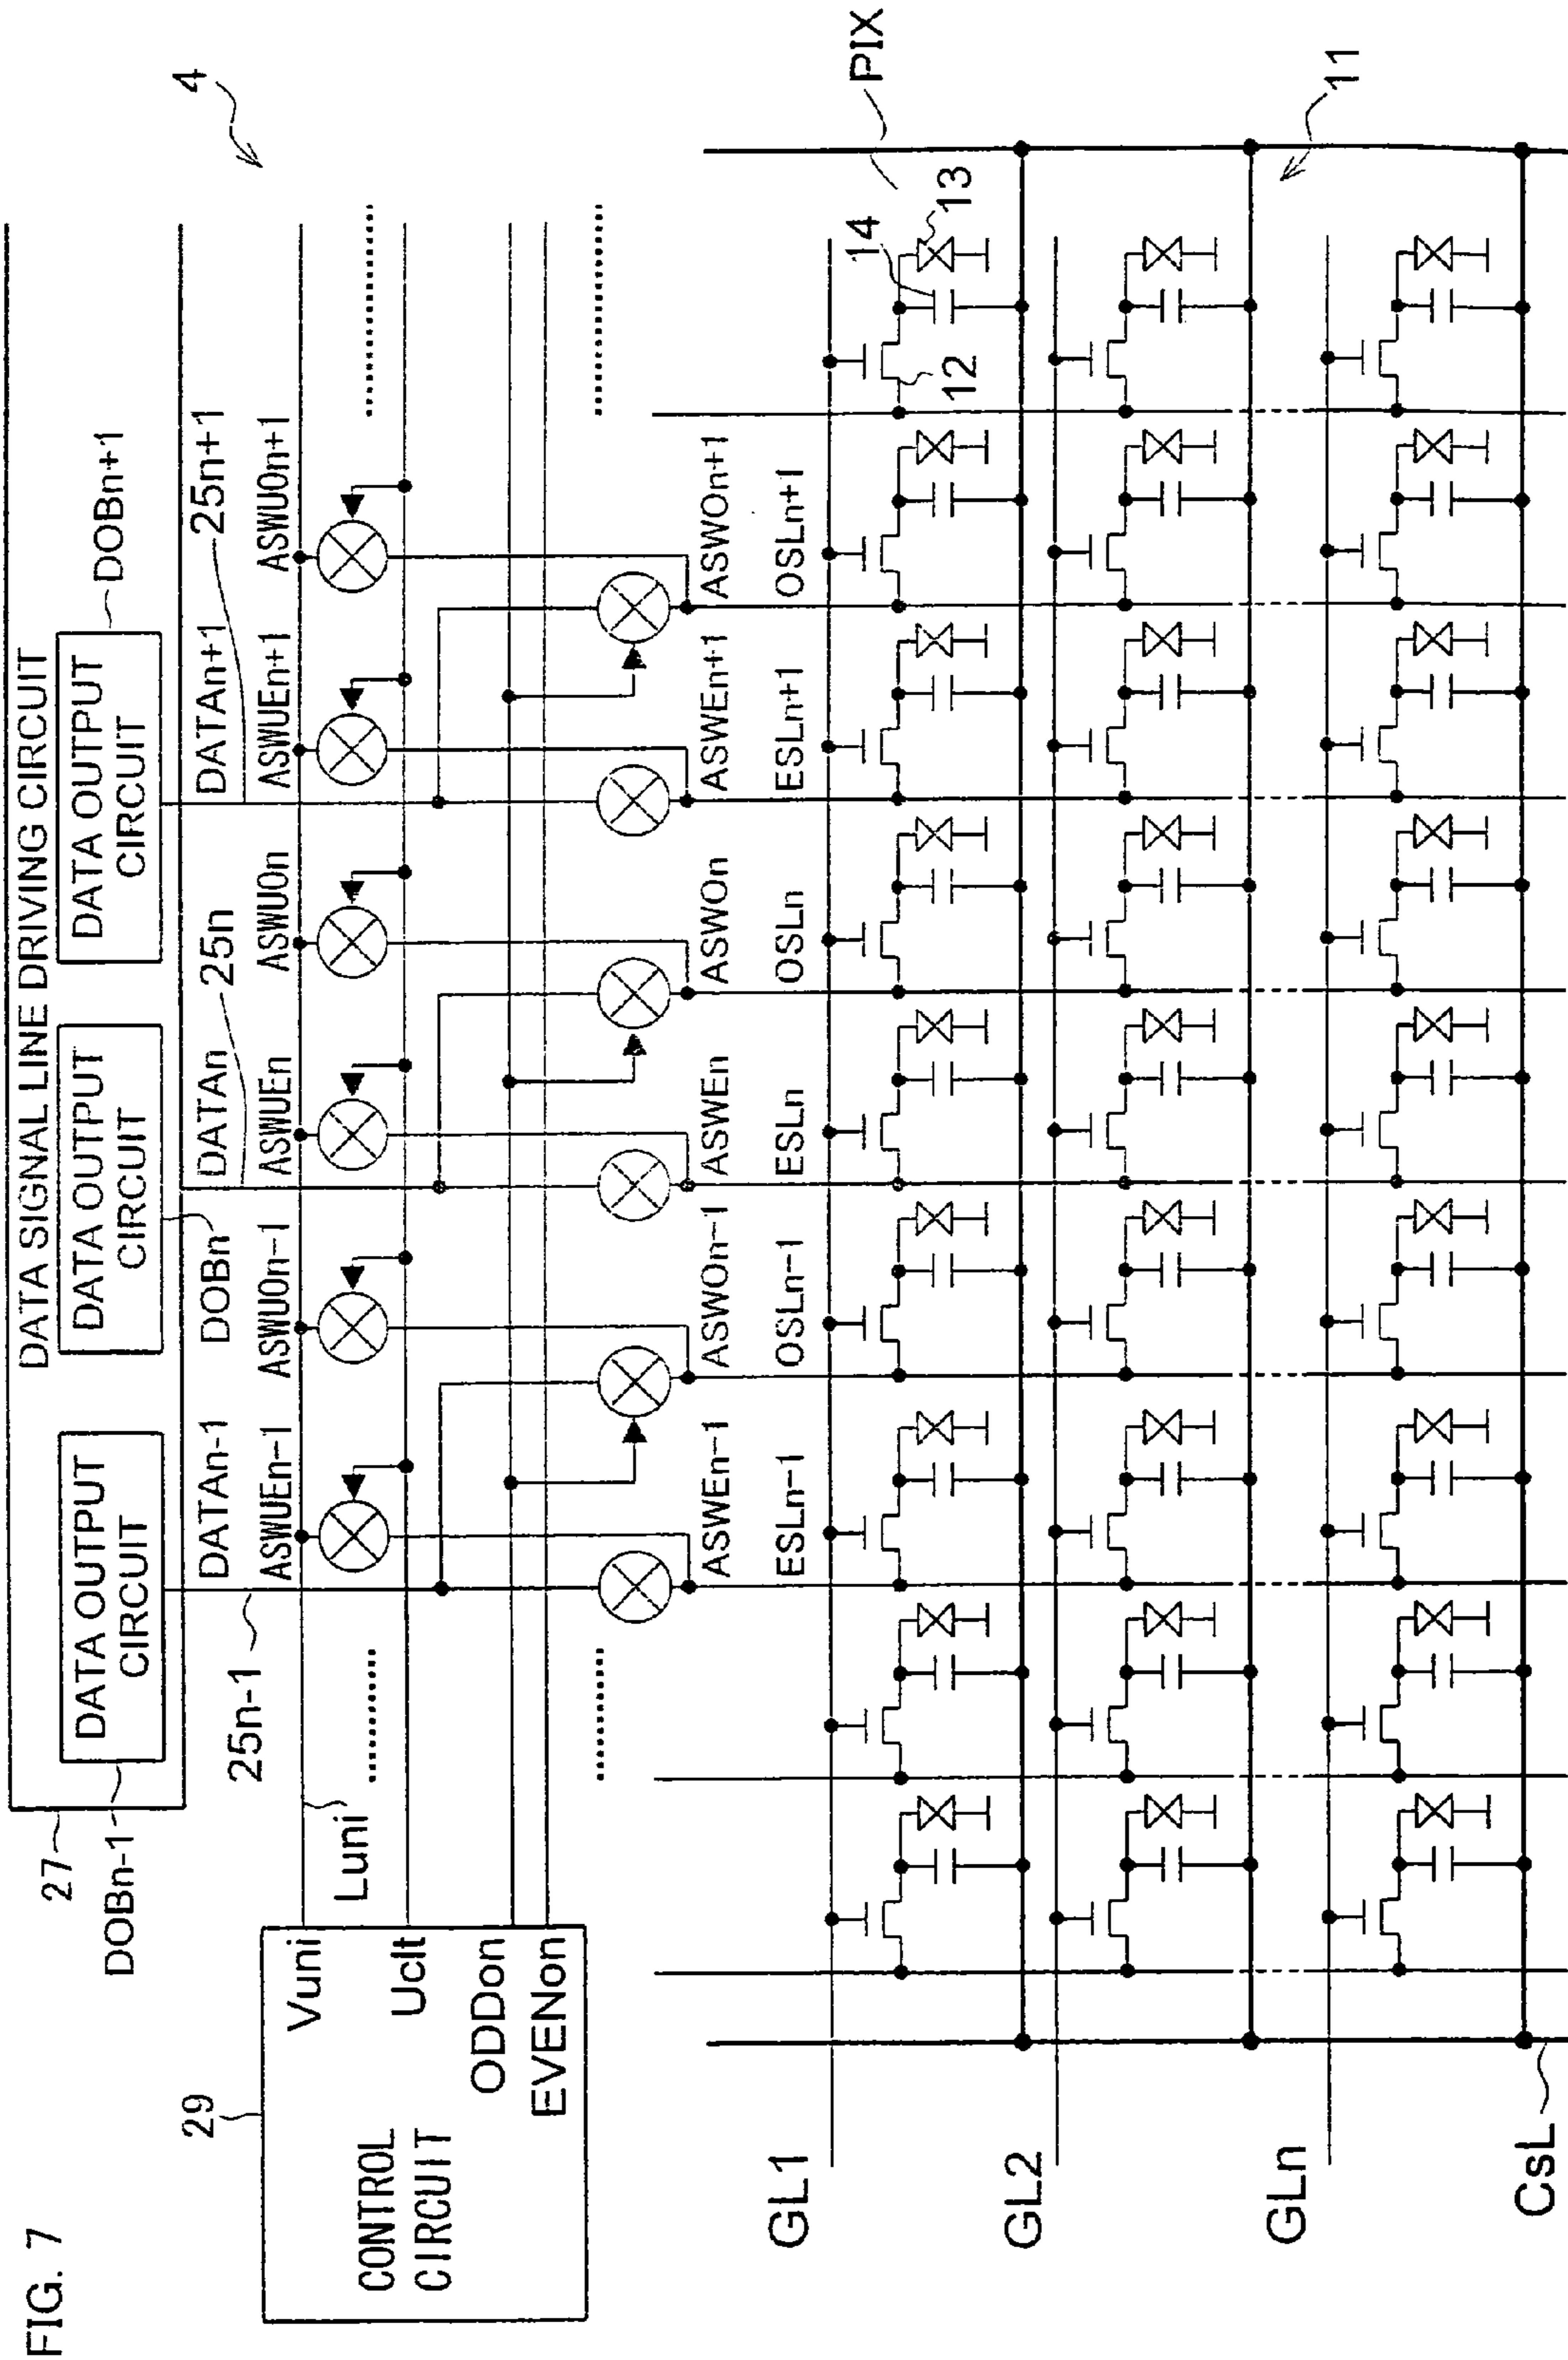 FIG. 7
4
DATA SIGNAL LINE DRIVING CIRCUIT
27
DATA OUTPUT
CIRCUIT
DATA OUTPUT
CIRCUIT
DATA OUTPUT
CIRCUIT
DOBn-1
DOBn
DOBn+1
DATAn-1
DATAn
DATAn+1
25n-1
25n
25n+1
ASWUEn-1
ASWUOn-1
ASWUEn
ASWUOn
ASWUEn+1
ASWUOn+1
29
CONTROL
CIRCUIT
Vuni
Luni
Uclt
ODDon
EVENon
ASWEn-1
ASWOn-1
ASWEn
ASWOn
ASWEn+1
ASWOn+1
ESLn-1
OSLn-1
ESLn
OSLn
ESLn+1
OSLn+1
PIX
GL1
14
13
12
GL2
GLn
11
CsL